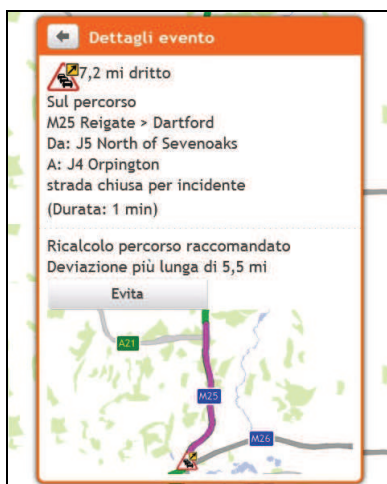 Dettagli evento
7,2 mi dritto
Sul percorso
M25 Reigate > Dartford
Da: J5 North of Sevenoaks
A: J4 Orpington
strada chiusa per incidente
(Durata: 1 min)
Ricalcolo percorso raccomandato
Deviazione più lunga di 5,5 mi
Evita
A21
M25
M26